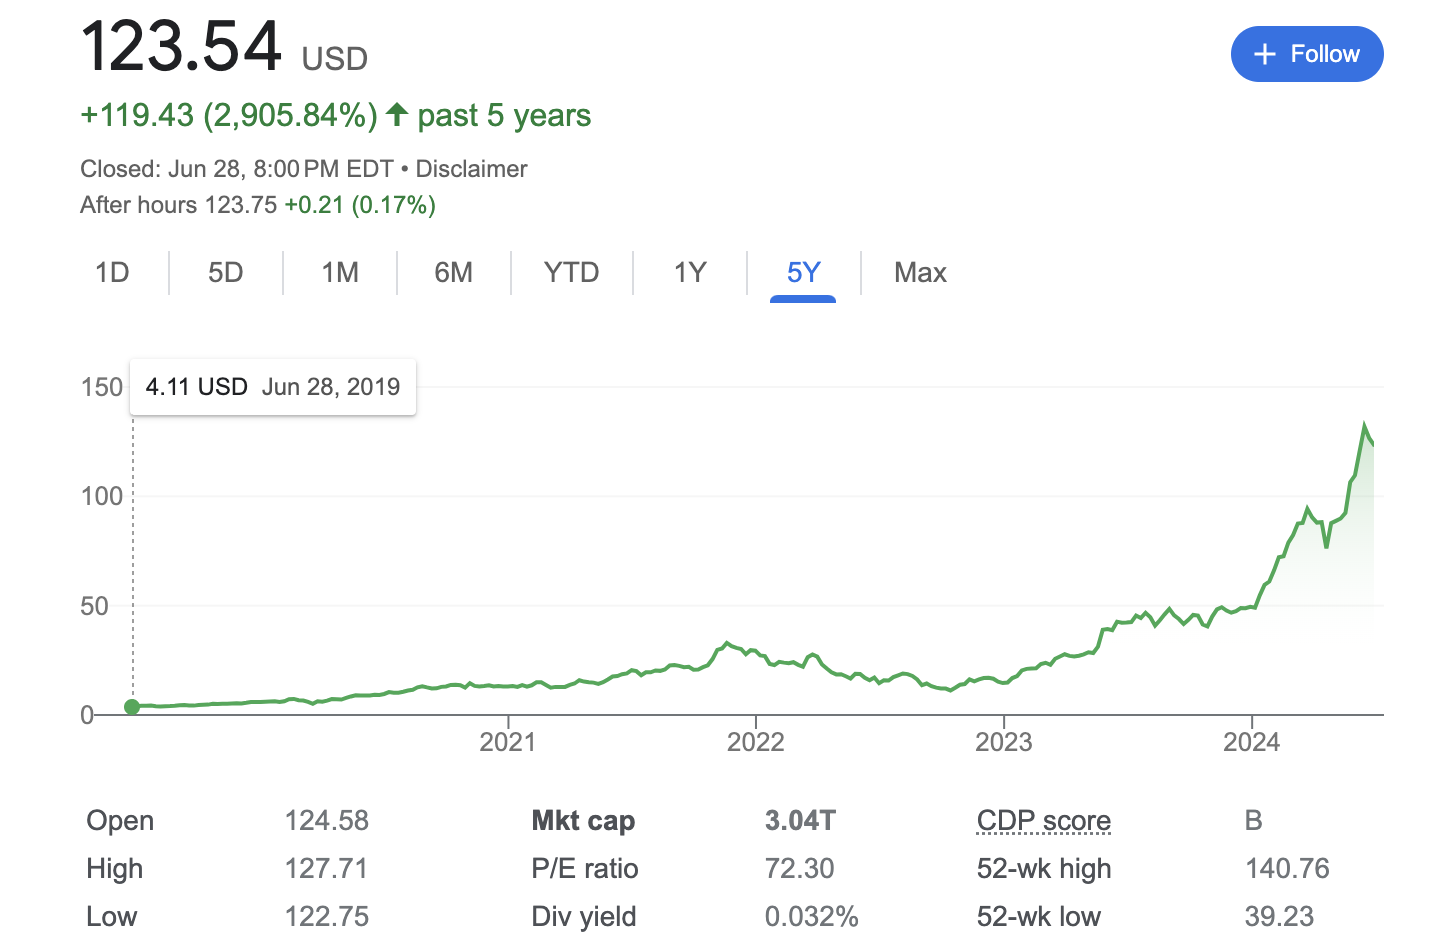 123.54 USD
+ Follow
+119.43 (2,905.84%) ↑ past 5 years
Closed: Jun 28, 8:00 PM EDT • Disclaimer
After hours 123.75 +0.21 (0.17%)
1D 5D 1M 6M YTD 1Y 5Y Max
4.11 USD Jun 28, 2019
150
100
50
0
2021 2022 2023 2024
Open 124.58 Mkt cap 3.04T CDP score B
High 127.71 P/E ratio 72.30 52-wk high 140.76
Low 122.75 Div yield 0.032% 52-wk low 39.23